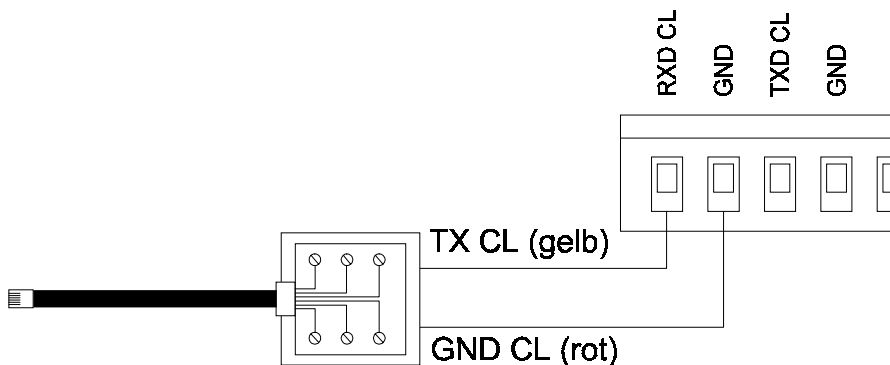 RXD CL
GND
TXD CL
GND
TX CL (gelb)
GND CL (rot)